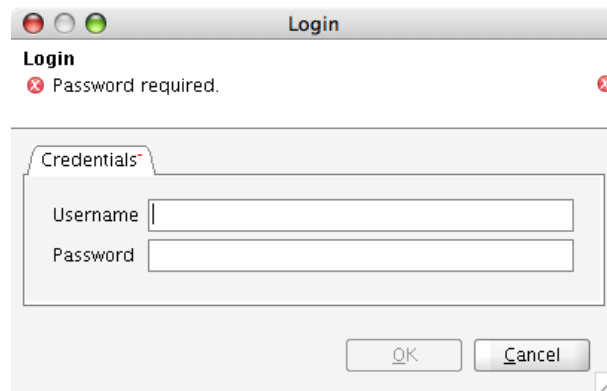 Login
Login
Password required.
Credentials
Username
Password
OK
Cancel